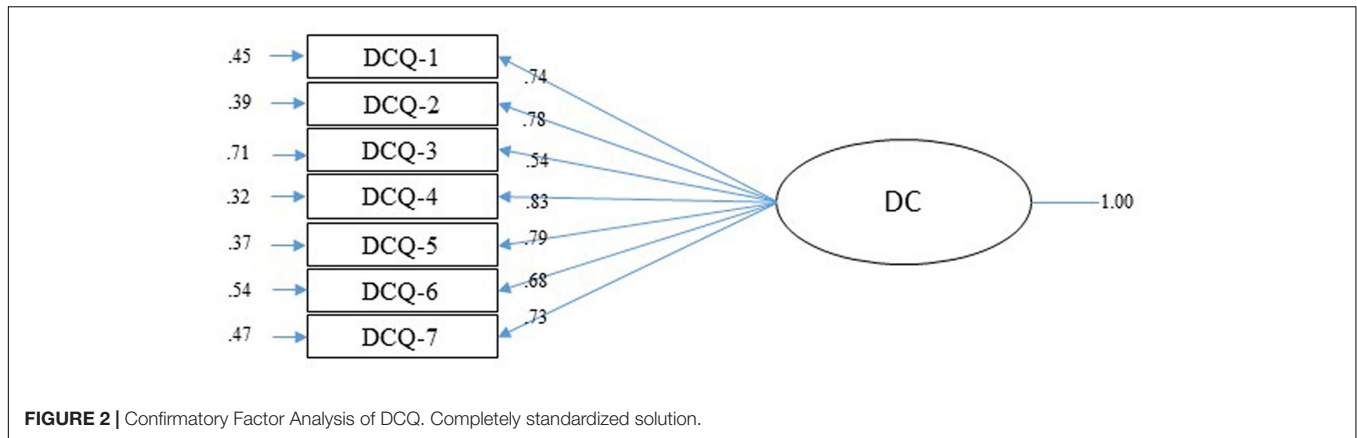 .45 DCQ-1 .74
.39 DCQ-2 .78
.71 DCQ-3 .54
.32 DCQ-4 .83 DC 1.00
.37 DCQ-5 .79
.54 DCQ-6 .68
.47 DCQ-7 .73
FIGURE 2 | Confirmatory Factor Analysis of DCQ. Completely standardized solution.